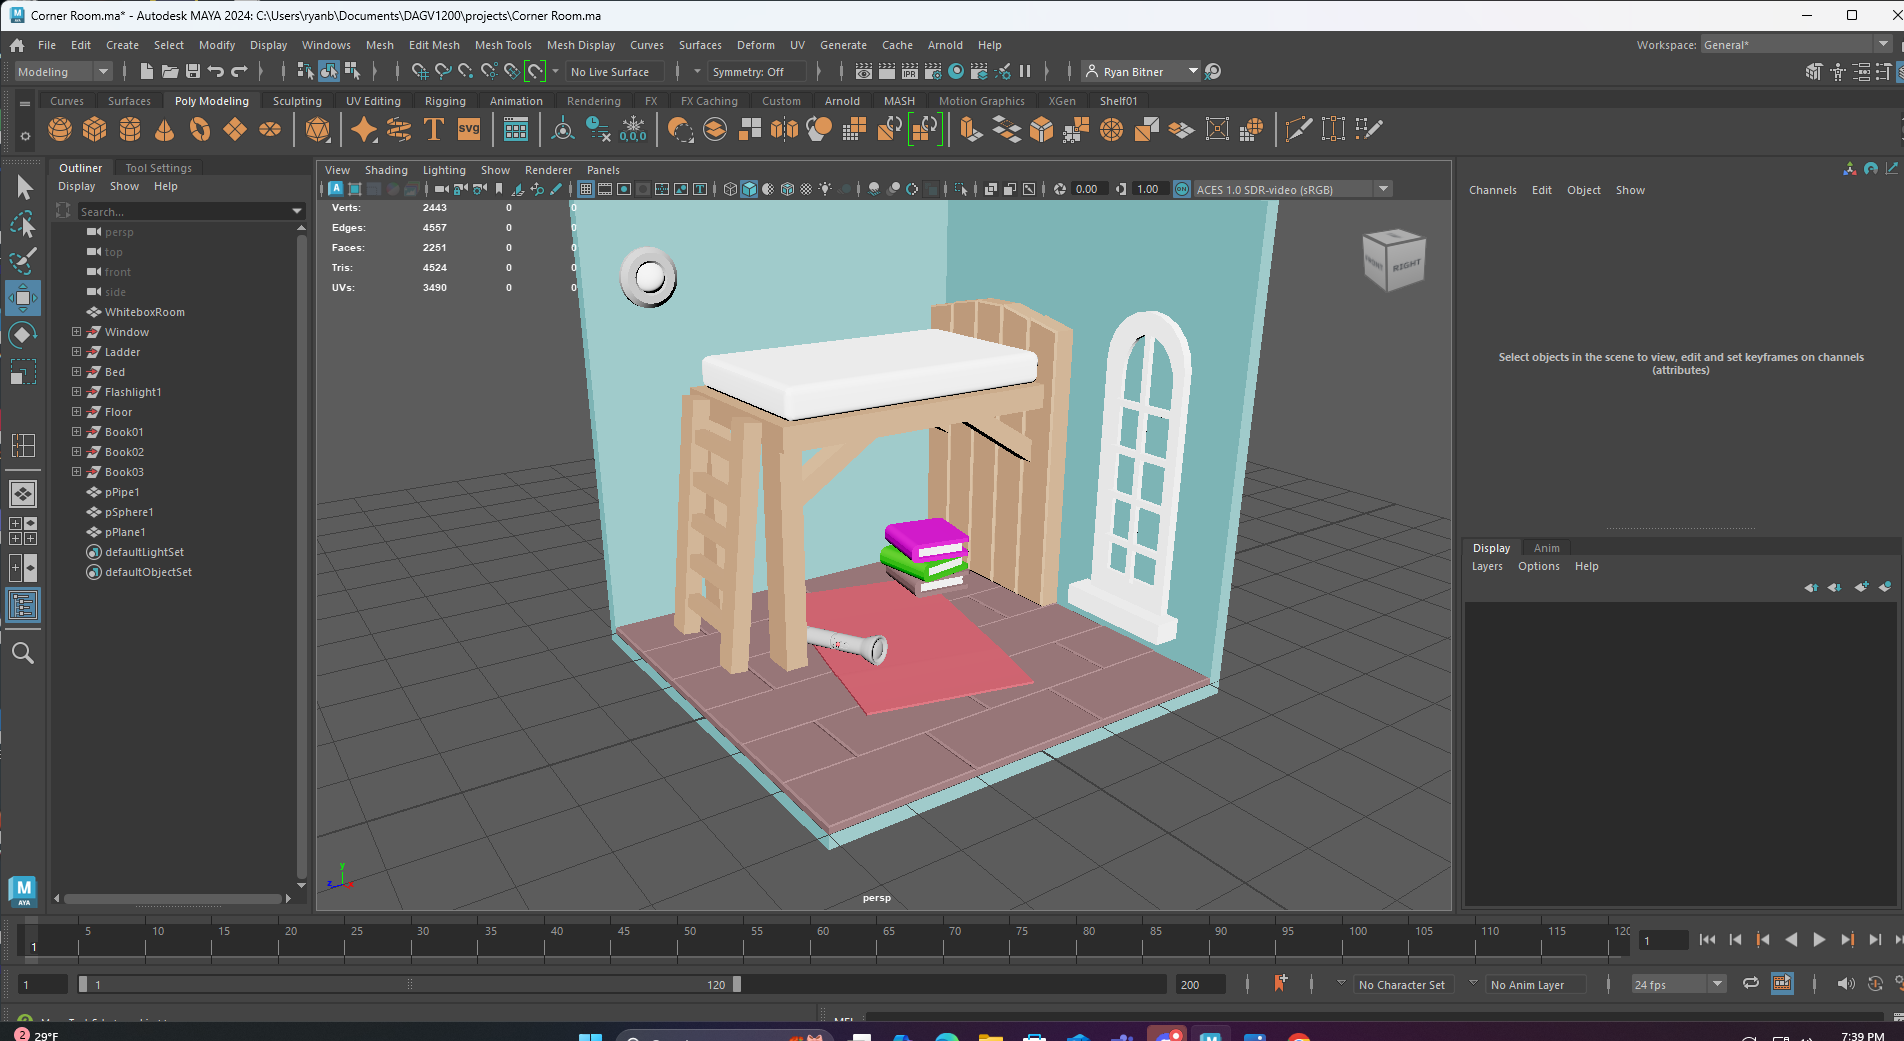 Corner Room.ma* - Autodesk MAYA 2024: C:\Users\ryanb\Documents\DAGV1200\projects\Corner Room.ma
File Edit Create Select Modify Display Windows Mesh Edit Mesh Mesh Tools Mesh Display Curves Surfaces Deform UV Generate Cache Arnold Help
Workspace: General*
Modeling No Live Surface Symmetry: Off IPR Ryan Bitner
Curves Surfaces Poly Modeling Sculpting UV Editing Rigging Animation Rendering FX FX Caching Custom Arnold MASH Motion Graphics XGen Shelf01
T SVG 0,0,0
Outliner Tool Settings
Display Show Help
Search...
persp
top
front
side
WhiteboxRoom
Window
Ladder
Bed
Flashlight1
Floor
Book01
Book02
Book03
pPipe1
pSphere1
pPlane1
defaultLightSet
defaultObjectSet
View Shading Lighting Show Renderer Panels
0.00 1.00 ON ACES 1.0 SDR-video (sRGB)
Verts: 2443 0 0
Edges: 4557 0 0
Faces: 2251 0 0
Tris: 4524 0 0
UVs: 3490 0 0
FRONT RIGHT
y
z x
persp
Channels Edit Object Show
Select objects in the scene to view, edit and set keyframes on channels
(attributes)
Display Anim
Layers Options Help
M
AYA
5 10 15 20 25 30 35 40 45 50 55 60 65 70 75 80 85 90 95 100 105 110 115 120
1
1
1 1 120 200 No Character Set No Anim Layer 24 fps
MEL
2 29°F
7:39 PM